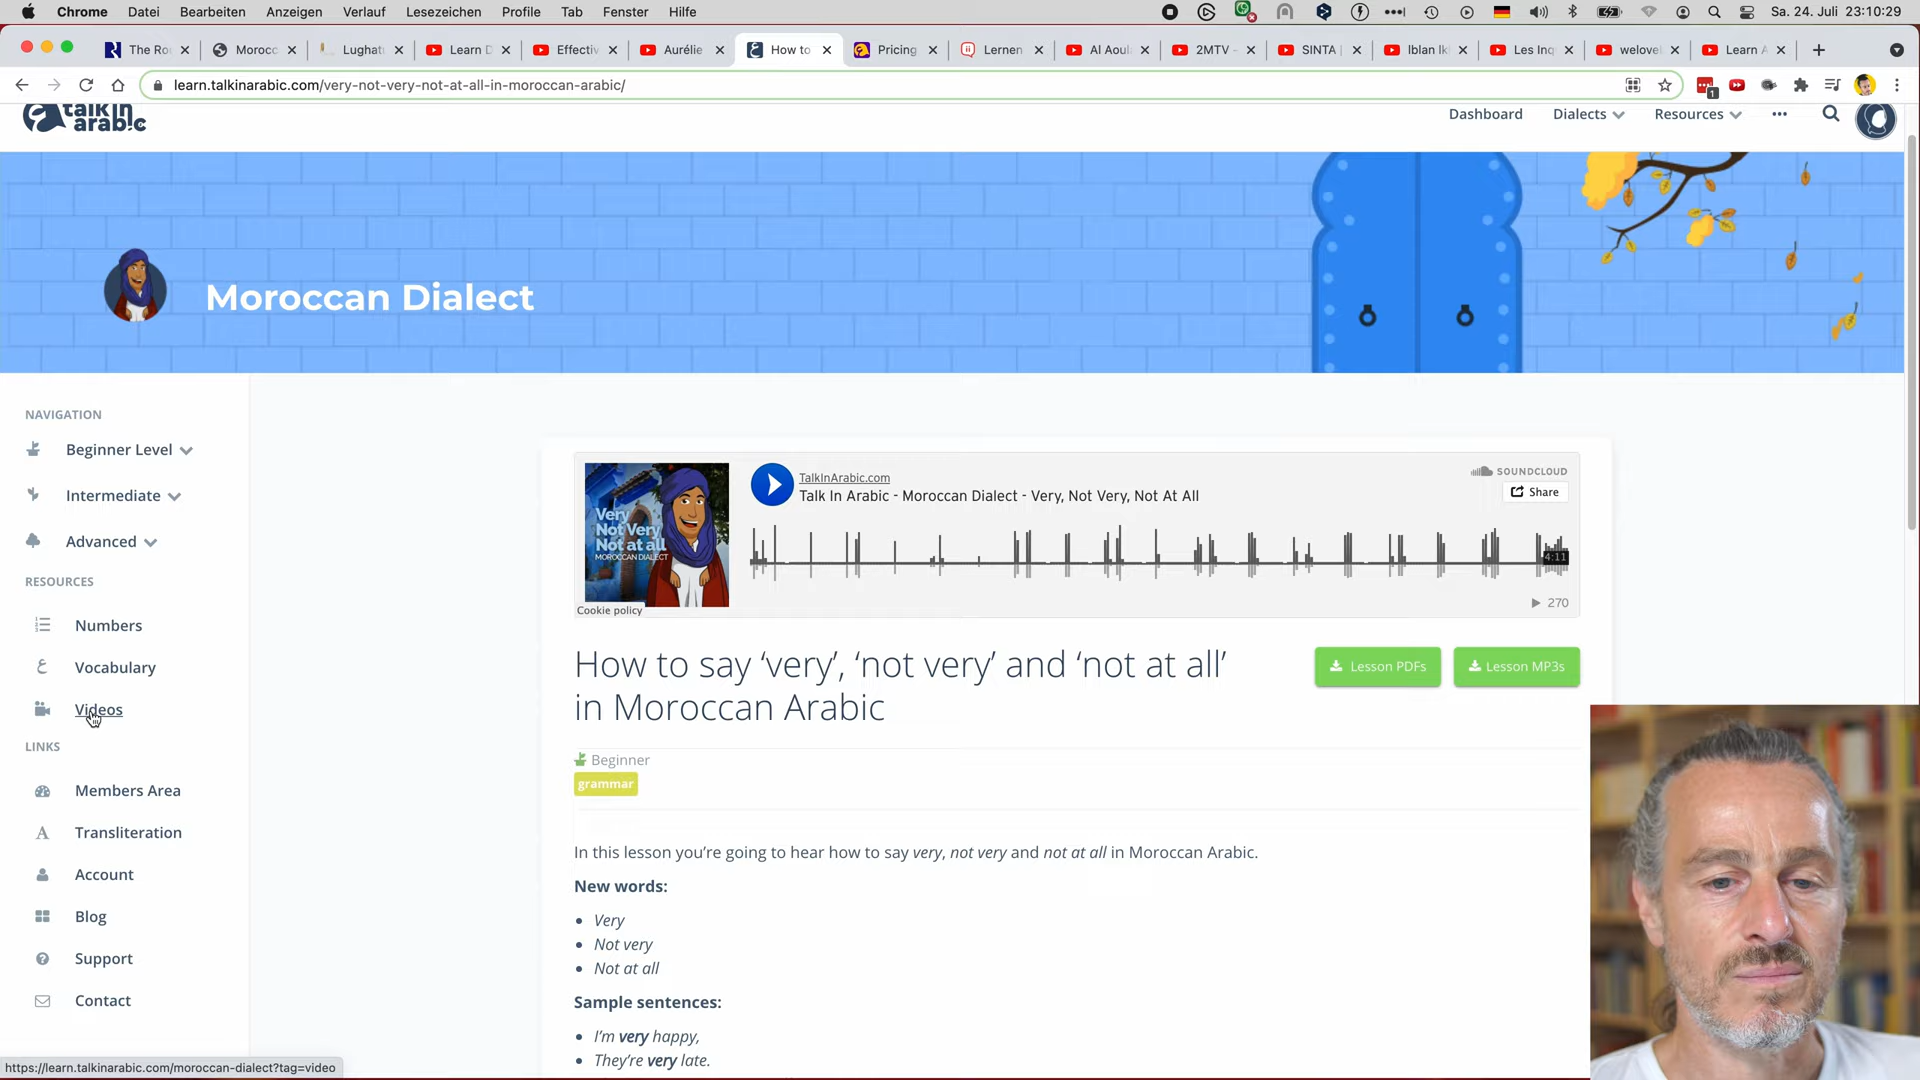 Chrome Datei Bearbeiten Anzeigen Verlauf Lesezeichen Profile Tab Fenster Hilfe Sa. 24. Juli 23:10:29
The Ro Morocc Lughat Learn D Effectiv Aurélie How to Pricing Lernen Al Aoula 2MTV - SINTA | Iblan Ik Les Inq welovel Learn A
learn.talkinarabic.com/very-not-very-not-at-all-in-moroccan-arabic/
1
talk in
arabic
Dashboard Dialects Resources
Moroccan Dialect
NAVIGATION
Beginner Level
Intermediate
Advanced
RESOURCES
Numbers
Vocabulary
Videos
LINKS
Members Area
Transliteration
Account
Blog
Support
Contact
Very
Not Very
Not at all
MOROCCAN DIALECT
Cookie policy
TalkInArabic.com
Talk In Arabic - Moroccan Dialect - Very, Not Very, Not At All
SOUNDCLOUD
Share
4:11
270
How to say ‘very’, ‘not very’ and ‘not at all’
in Moroccan Arabic
Lesson PDFs Lesson MP3s
Beginner
grammar
In this lesson you’re going to hear how to say very, not very and not at all in Moroccan Arabic.
New words:
Very
Not very
Not at all
Sample sentences:
I’m very happy,
They’re very late.
https://learn.talkinarabic.com/moroccan-dialect?tag=video